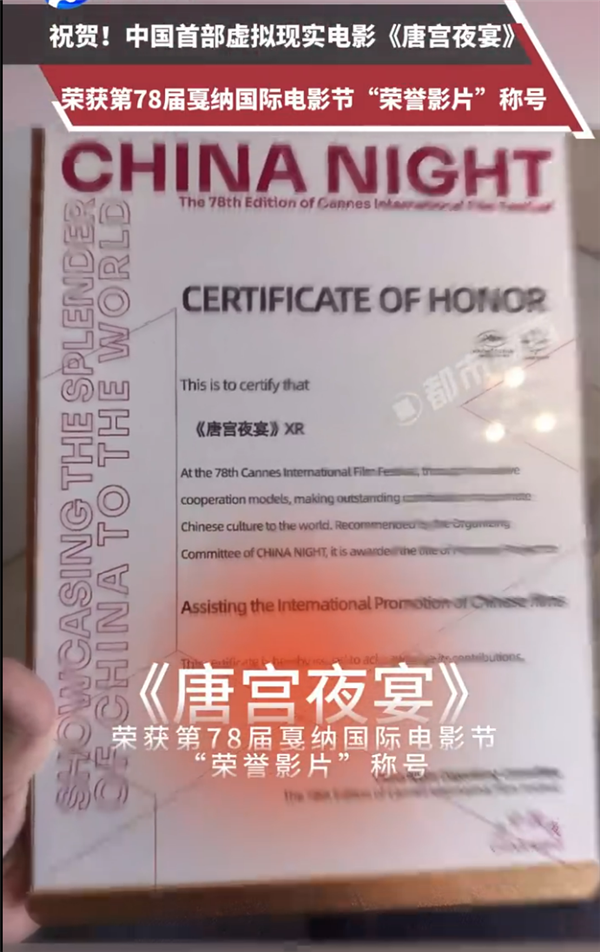 祝贺！中国首部虚拟现实电影《唐宫夜宴》
荣获第78届戛纳国际电影节“荣誉影片”称号
CHINA NIGHT
The 78th Edition of Cannes International Film Festival
SHOWCASING THE SPLENDER
OF CHINA TO THE WORLD
CERTIFICATE OF HONOR
都市
This is to certify that
《唐宫夜宴》XR
At the 78th Cannes International Film Festival,
cooperation models, making outstanding
Chinese culture to the world. Recommended by the Organising
Committee of CHINA NIGHT, it is awarded the title of
Assisting the International Promotion of Chinese films
contributions.
《唐宫夜宴》
荣获第78届戛纳国际电影节
“荣誉影片”称号